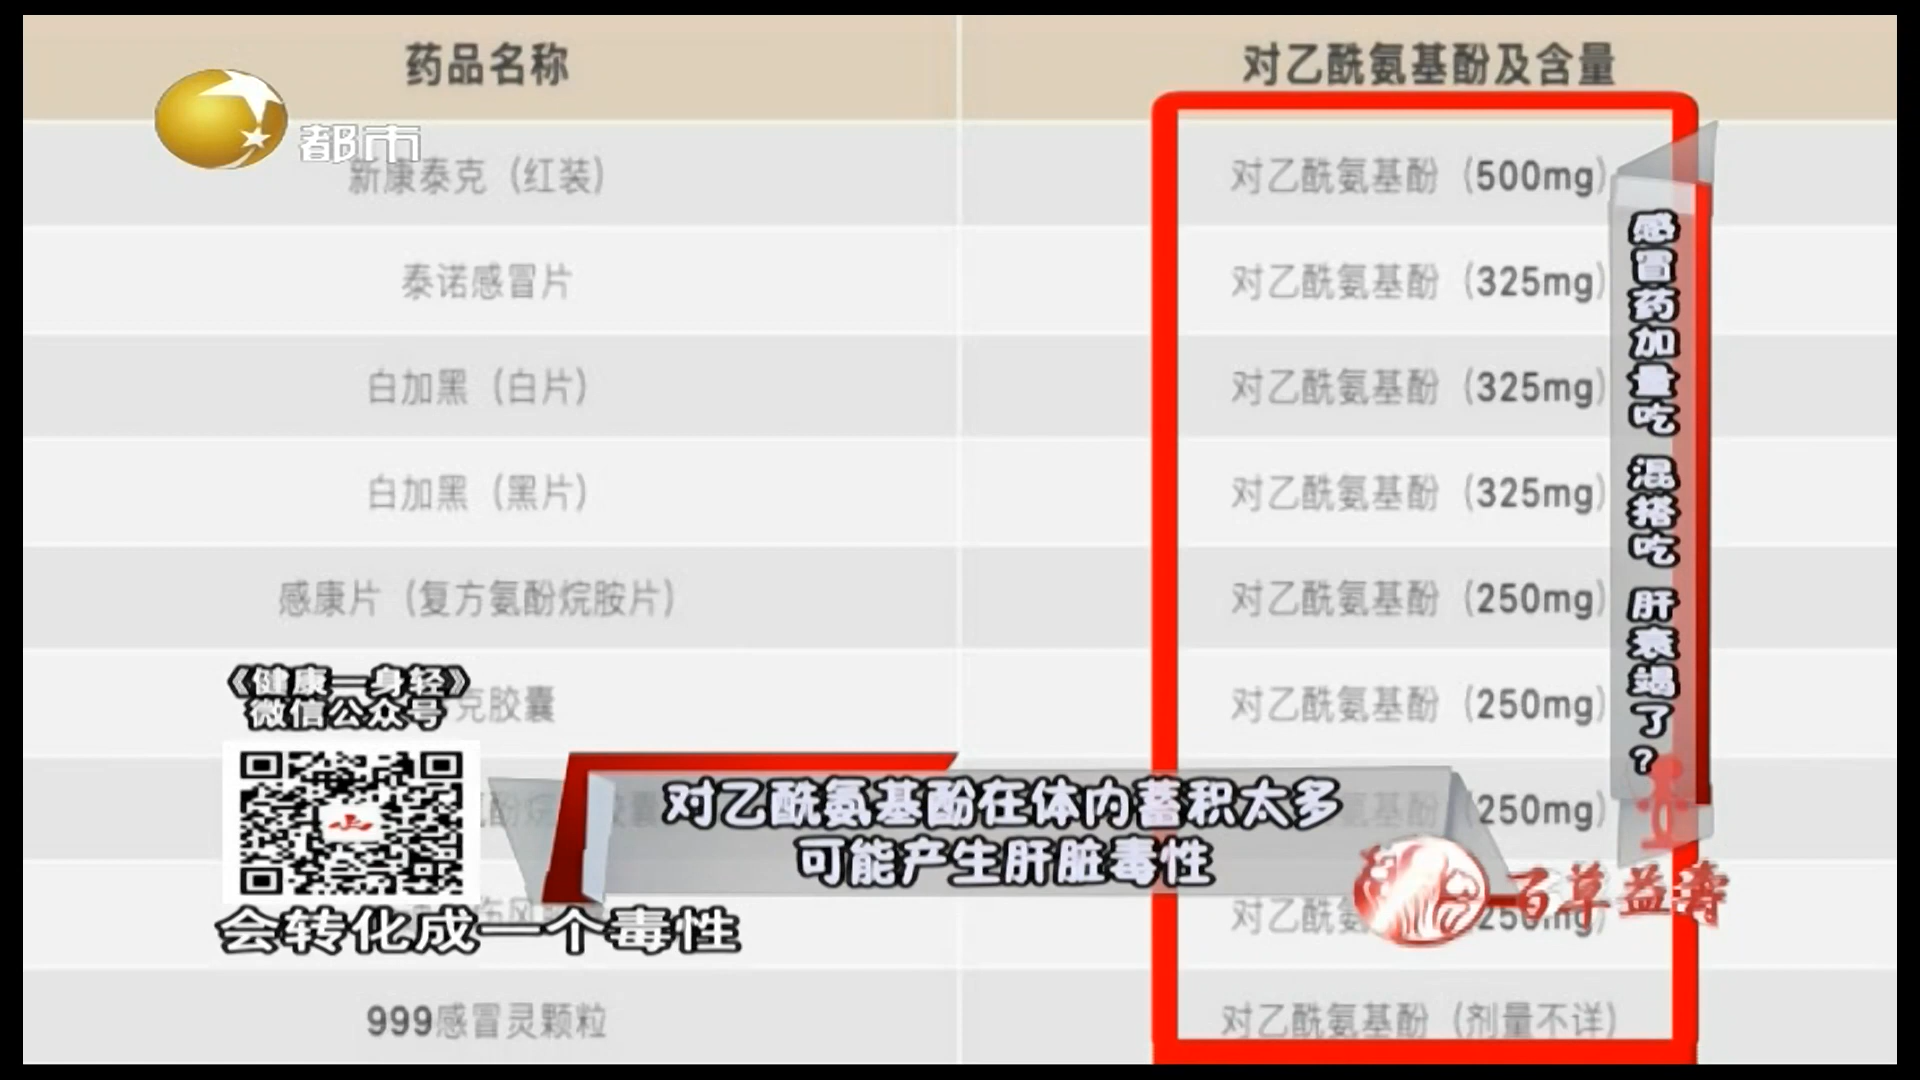 药品名称
对乙酰氨基酚及含量
都市
新康泰克（红装）
对乙酰氨基酚（500mg）
泰诺感冒片
对乙酰氨基酚（325mg）
白加黑（白片）
对乙酰氨基酚（325mg）
白加黑（黑片）
对乙酰氨基酚（325mg）
感康片（复方氨酚烷胺片）
对乙酰氨基酚（250mg）
克胶囊
对乙酰氨基酚（250mg）
250mg）
对乙酰氨
250mg）
999感冒灵颗粒
对乙酰氨基酚（剂量不详）
感冒药加量吃 混搭吃 肝衰竭了？
《健康一身轻》
微信公众号
对乙酰氨基酚在体内蓄积太多
可能产生肝脏毒性
百草益寿
会转化成一个毒性